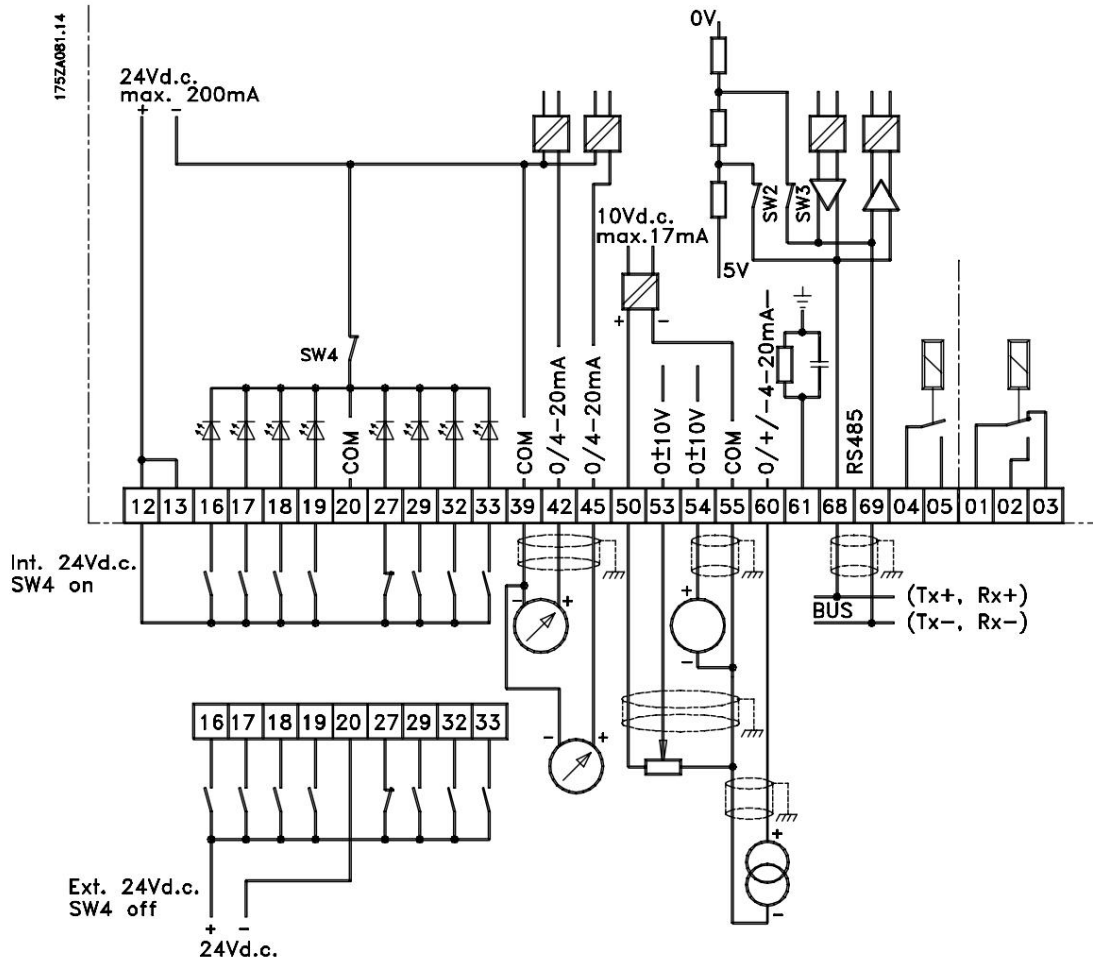 175ZA081.14
24Vd.c.
max. 200mA
+ −
0V
SW2
SW3
10Vd.c.
max.17mA
5V
+ −
SW4
COM
COM
0/4−20mA
0/4−20mA
0±10V
0±10V
COM
0/+/−4−20mA
RS485
12 13 16 17 18 19 20 27 29 32 33 39 42 45 50 53 54 55 60 61 68 69 04 05 01 02 03
Int. 24Vd.c.
SW4 on
− +
+
−
BUS
(Tx+, Rx+)
(Tx−, Rx−)
16 17 18 19 20 27 29 32 33
− +
+
−
Ext. 24Vd.c.
SW4 off
+ −
24Vd.c.